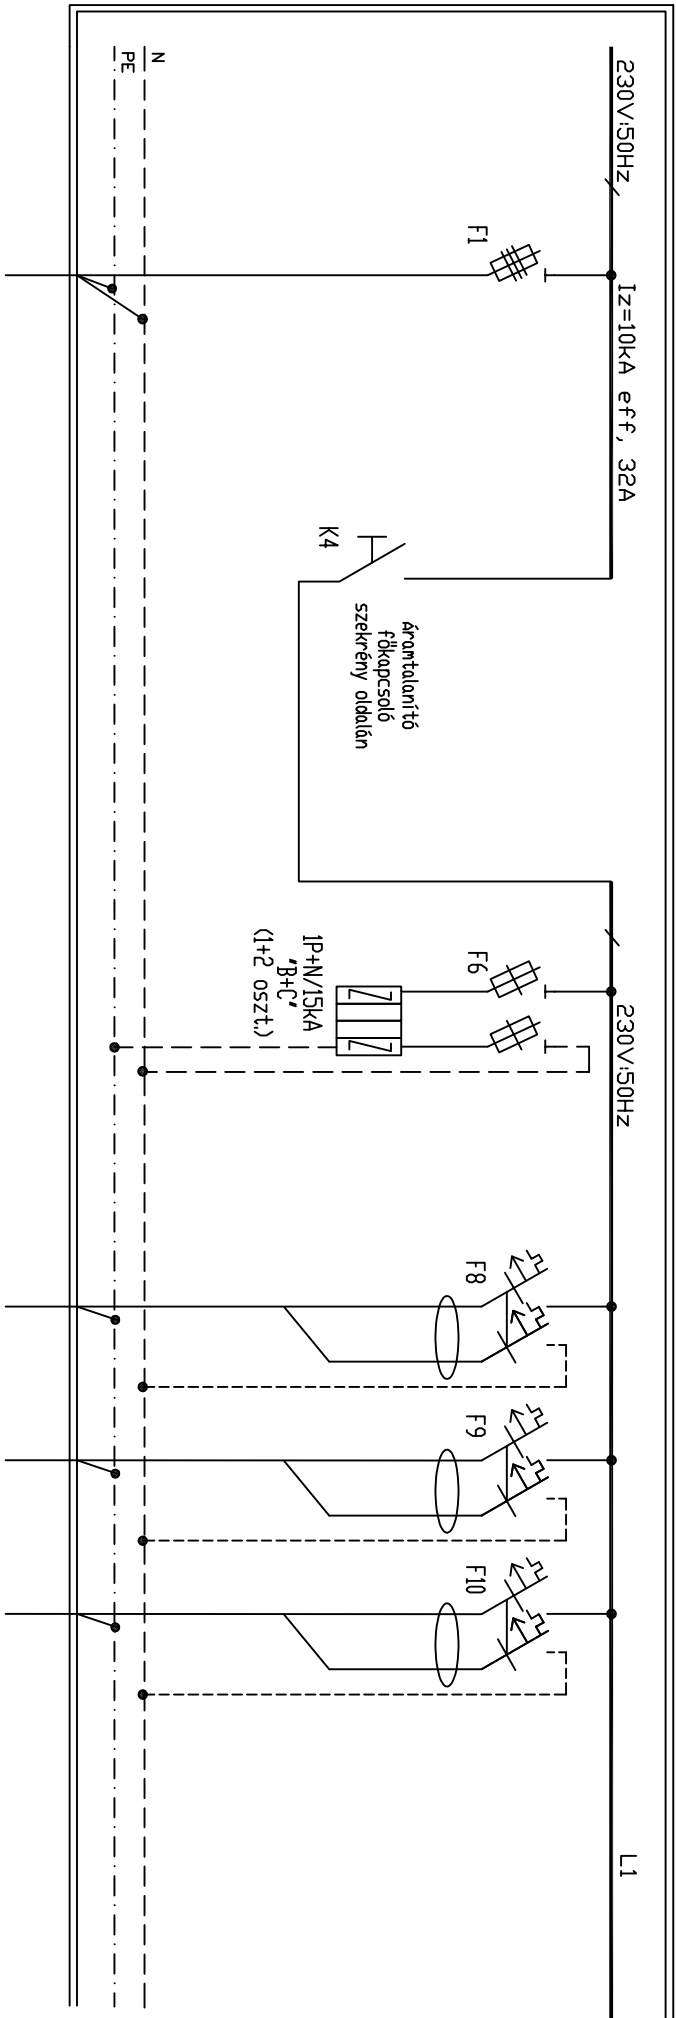 230V;50Hz
Iz=10kA eff, 32A
230V;50Hz
L1
F1
F6
F8
F9
F10
K4
Áramtalanító
főkapcsoló
szekrény oldalán
1P+N/15kA
"B+C"
(1+2 oszt.)
N
PE